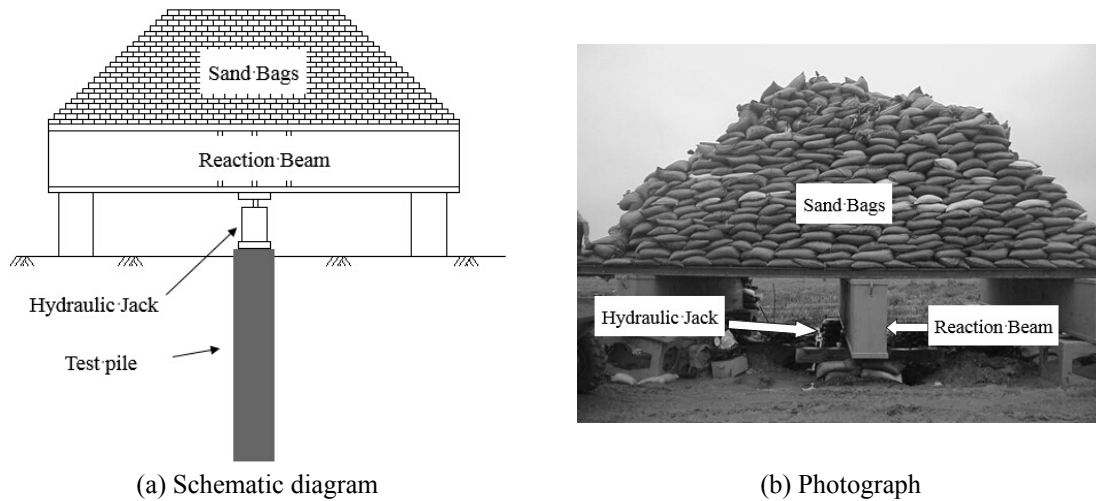 Sand Bags
Reaction Beam
Hydraulic Jack
Test pile
(a) Schematic diagram
Sand Bags
Hydraulic Jack
Reaction Beam
(b) Photograph